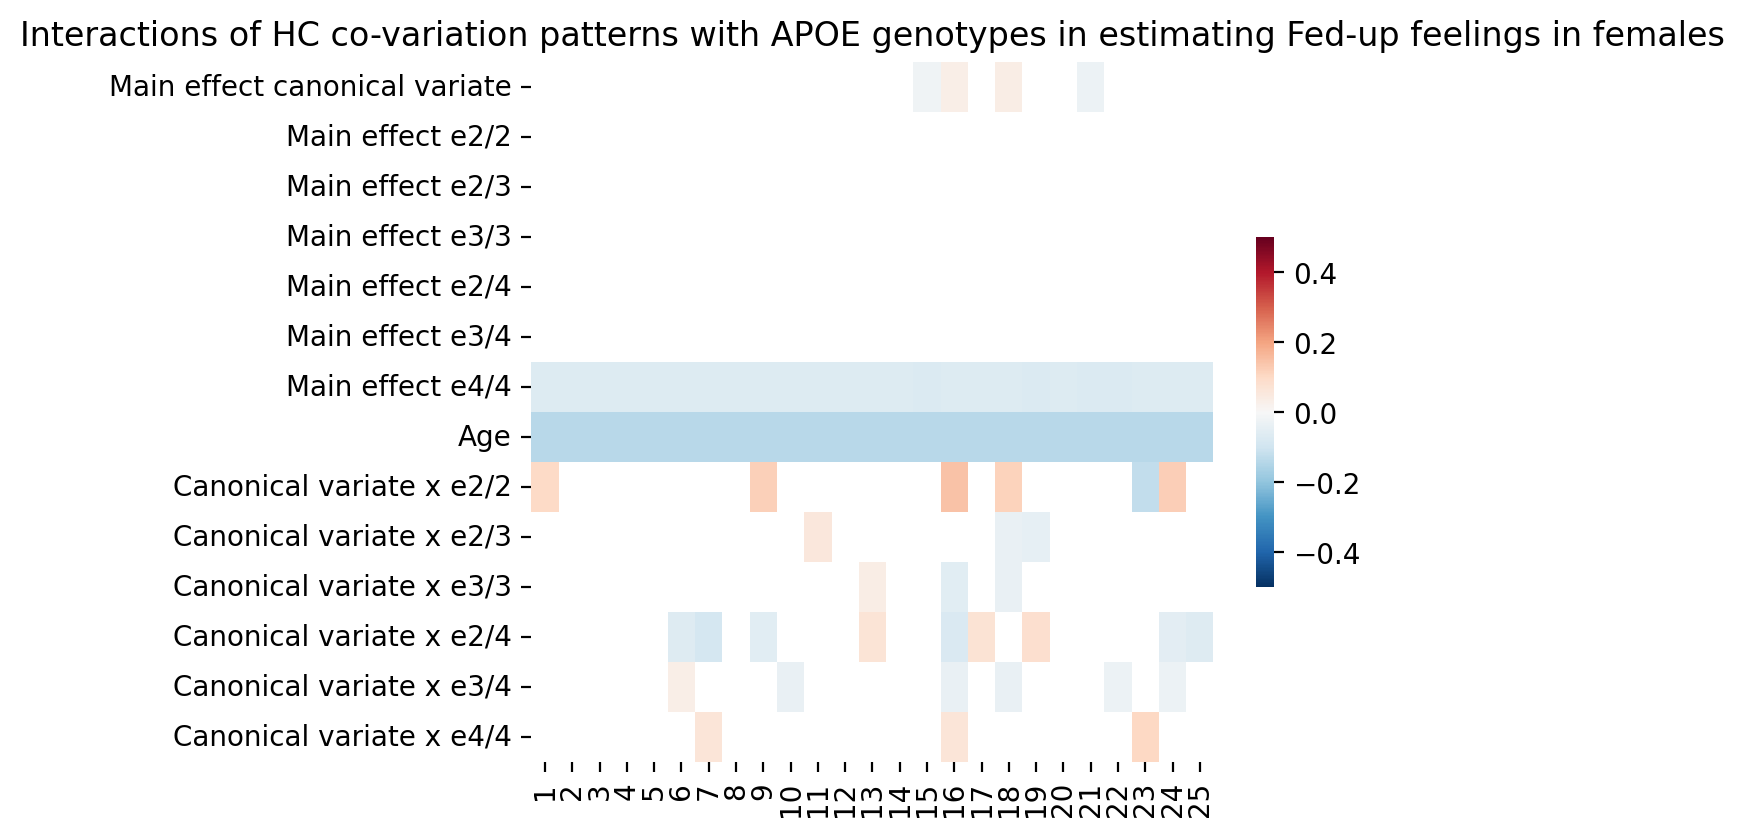 Interactions of HC co-variation patterns with APOE genotypes in estimating Fed-up feelings in females
Main effect canonical variate
Main effect e2/2
Main effect e2/3
Main effect e3/3
Main effect e2/4
Main effect e3/4
Main effect e4/4
Age
Canonical variate x e2/2
Canonical variate x e2/3
Canonical variate x e3/3
Canonical variate x e2/4
Canonical variate x e3/4
Canonical variate x e4/4
1 2 3 4 5 6 7 8 9 10 11 12 13 14 15 16 17 18 19 20 21 22 23 24 25
0.4
0.2
0.0
−0.2
−0.4